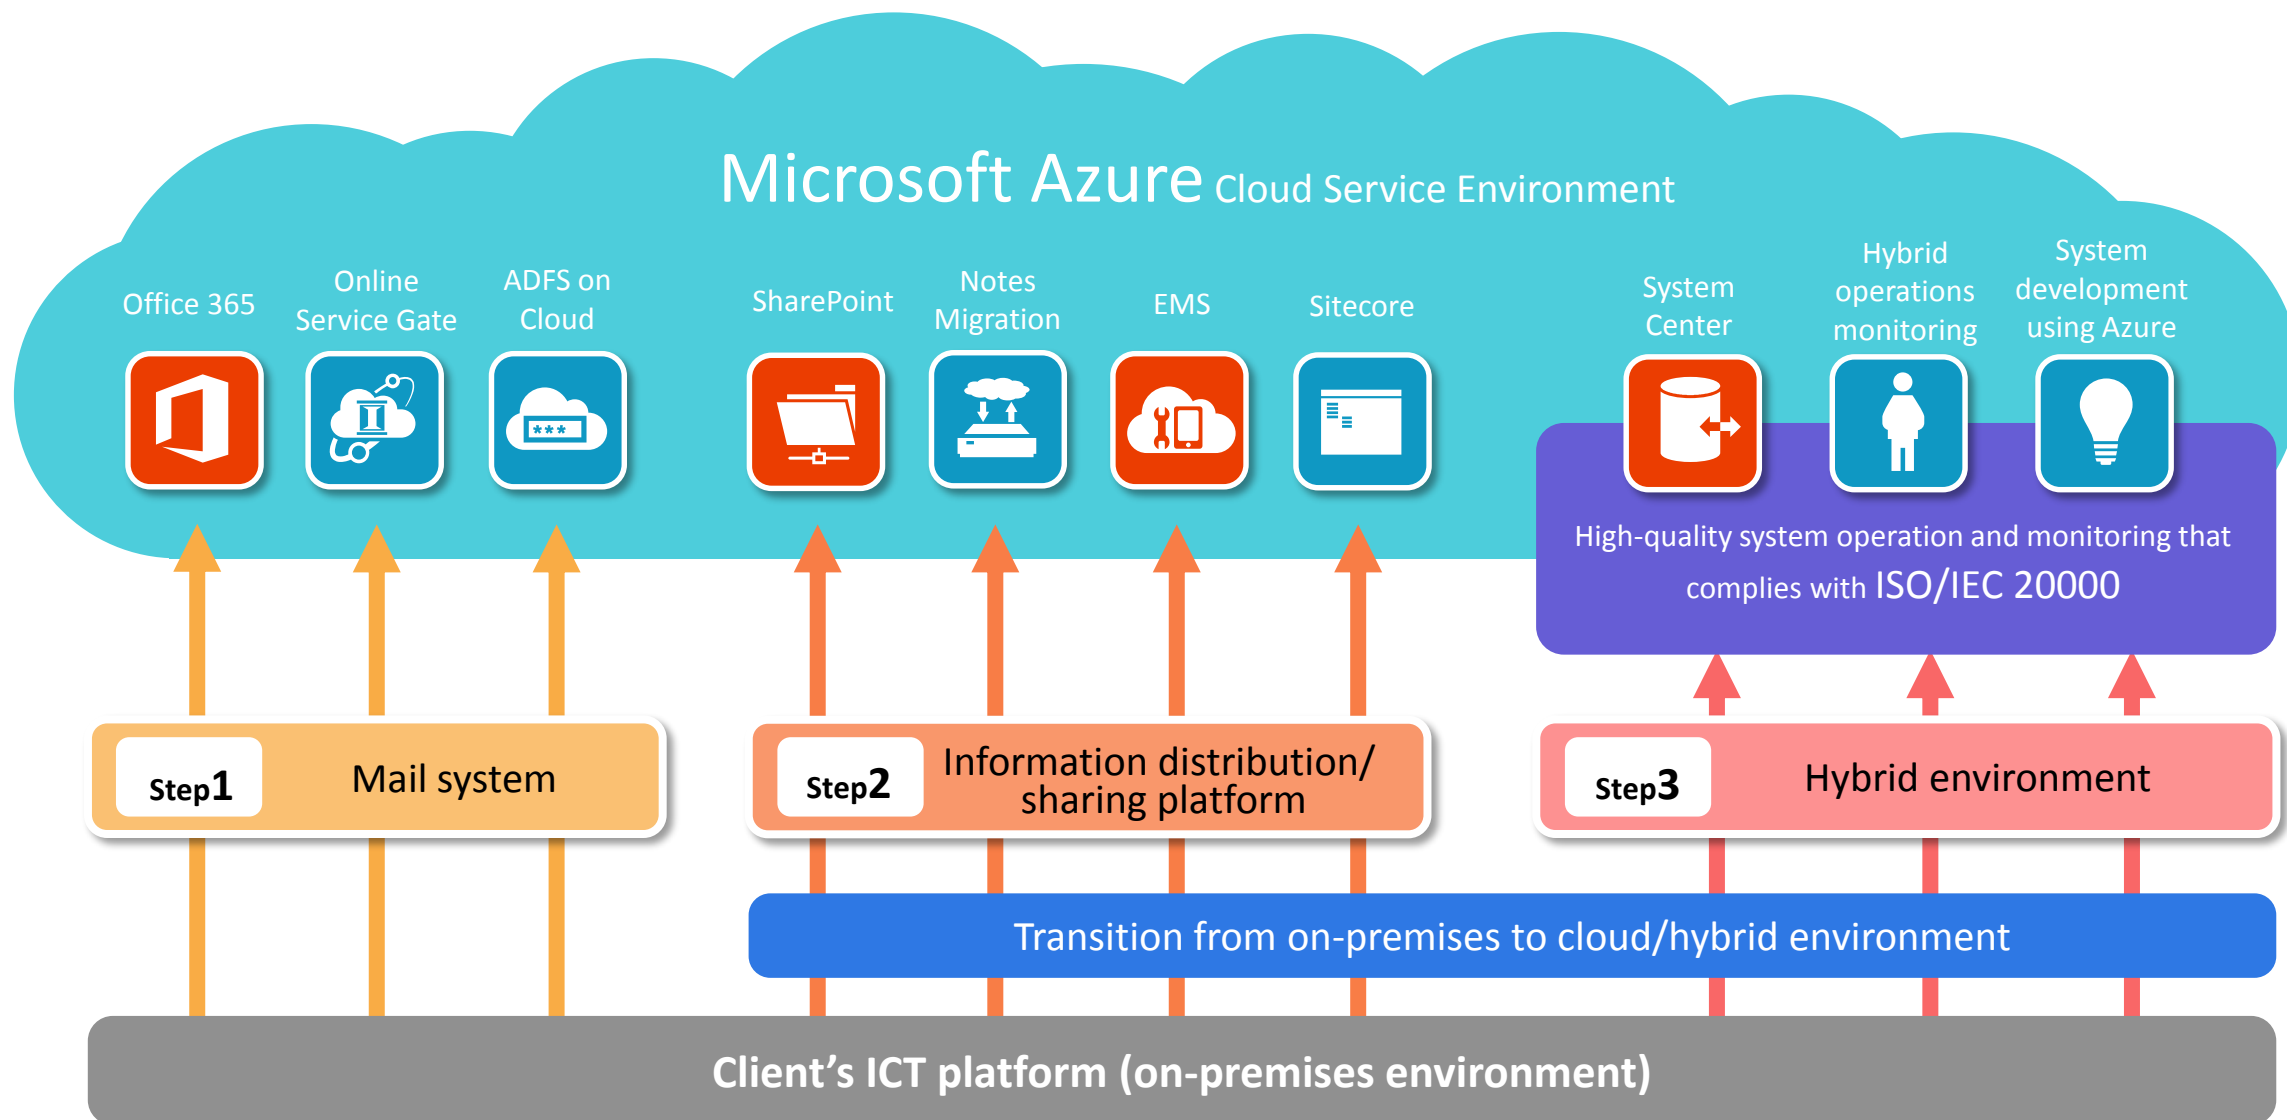 Microsoft Azure Cloud Service Environment
Office 365
Online
Service Gate
ADFS on
Cloud
SharePoint
Notes
Migration
EMS
Sitecore
System
Center
Hybrid
operations
monitoring
System
development
using Azure
***
High-quality system operation and monitoring that
complies with ISO/IEC 20000
Step1
Mail system
Step2
Information distribution/
sharing platform
Step3
Hybrid environment
Transition from on-premises to cloud/hybrid environment
Client’s ICT platform (on-premises environment)